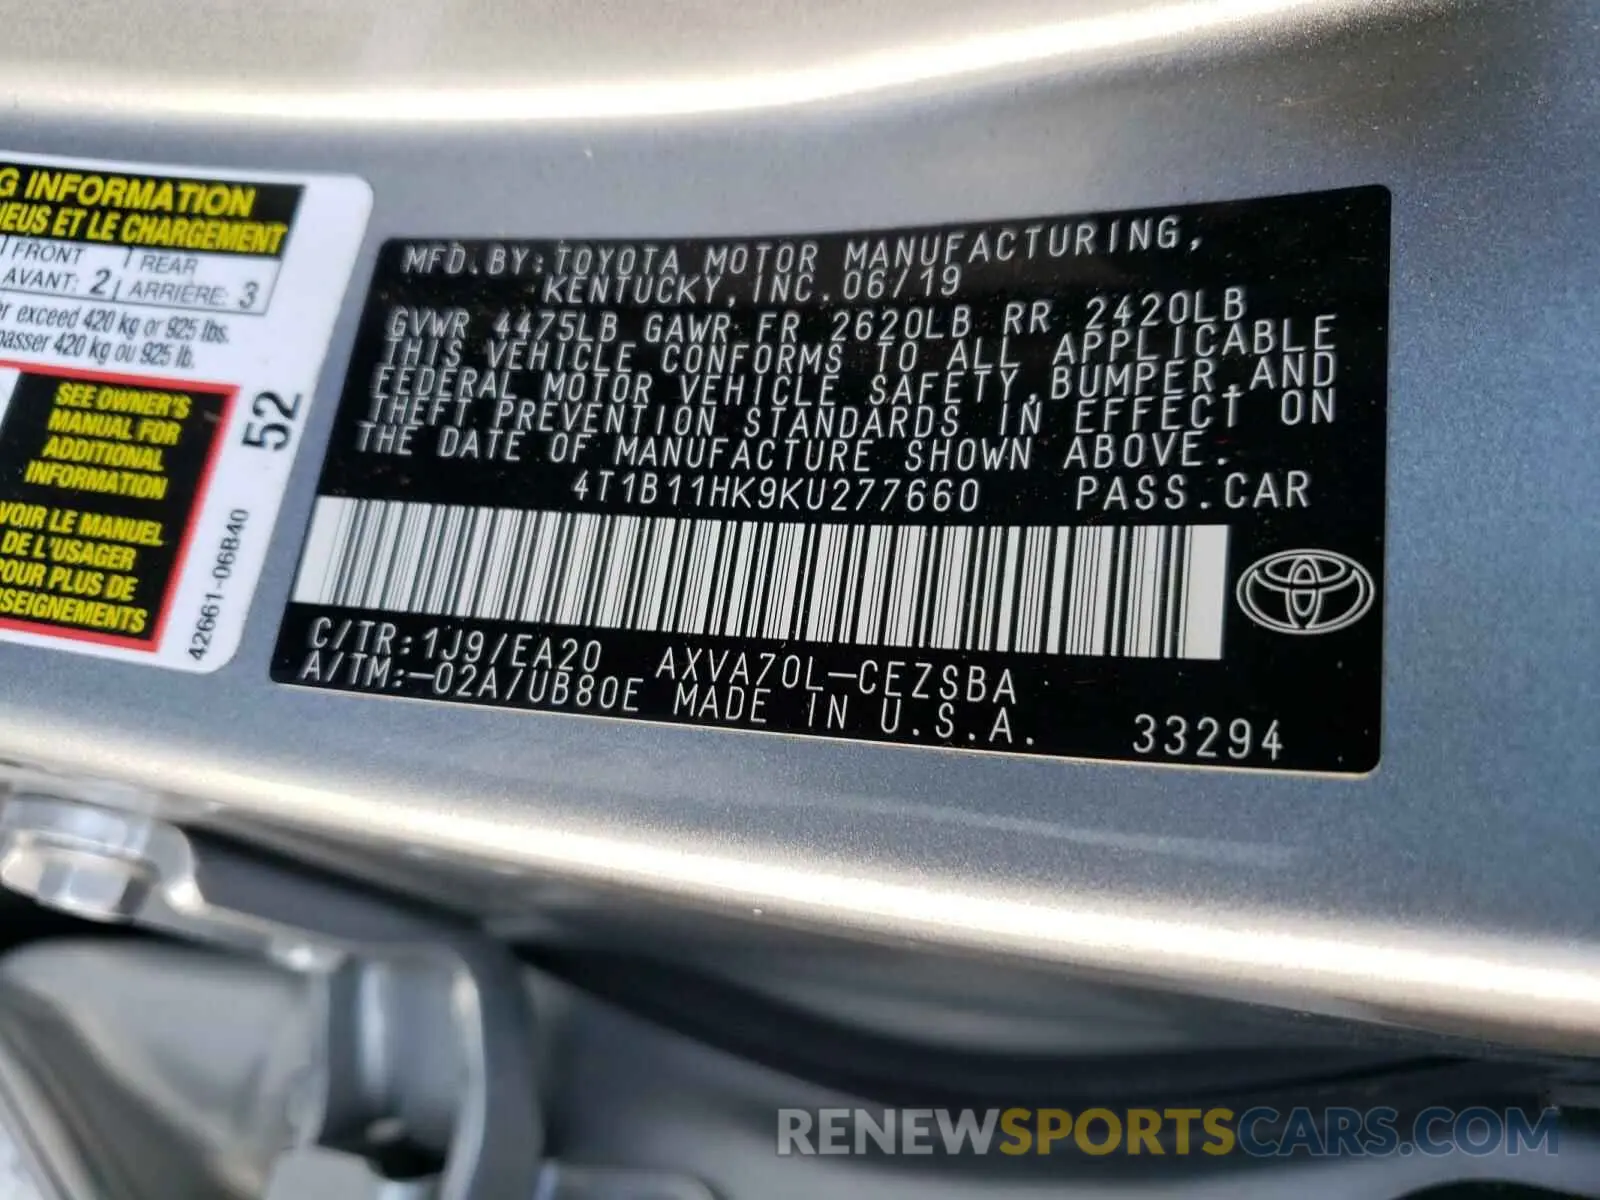 G INFORMATION
NEUS ET LE CHARGEMENT
FRONT
AVANT: 2
REAR
ARRIÈRE: 3
er exceed 420 kg or 925 lbs.
passer 420 kg ou 925 lb.
SEE OWNER'S
MANUAL FOR
ADDITIONAL
INFORMATION
VOIR LE MANUEL
DE L'USAGER
POUR PLUS DE
SEIGNEMENTS
52
42661-06B40
MFD.BY:TOYOTA MOTOR MANUFACTURING,
KENTUCKY,INC.06/19
GVWR 4475LB GAWR FR 2620LB RR 2420LB
THIS VEHICLE CONFORMS TO ALL APPLICABLE
FEDERAL MOTOR VEHICLE SAFETY,BUMPER,AND
THEFT PREVENTION STANDARDS IN EFFECT ON
THE DATE OF MANUFACTURE SHOWN ABOVE.
4T1B11HK9KU277660 PASS.CAR
C/TR:1J9/EA20 AXVA70L-CEZSBA
A/TM:-02A/UB80E MADE IN U.S.A. 33294
RENEWSPORTSCARS.COM